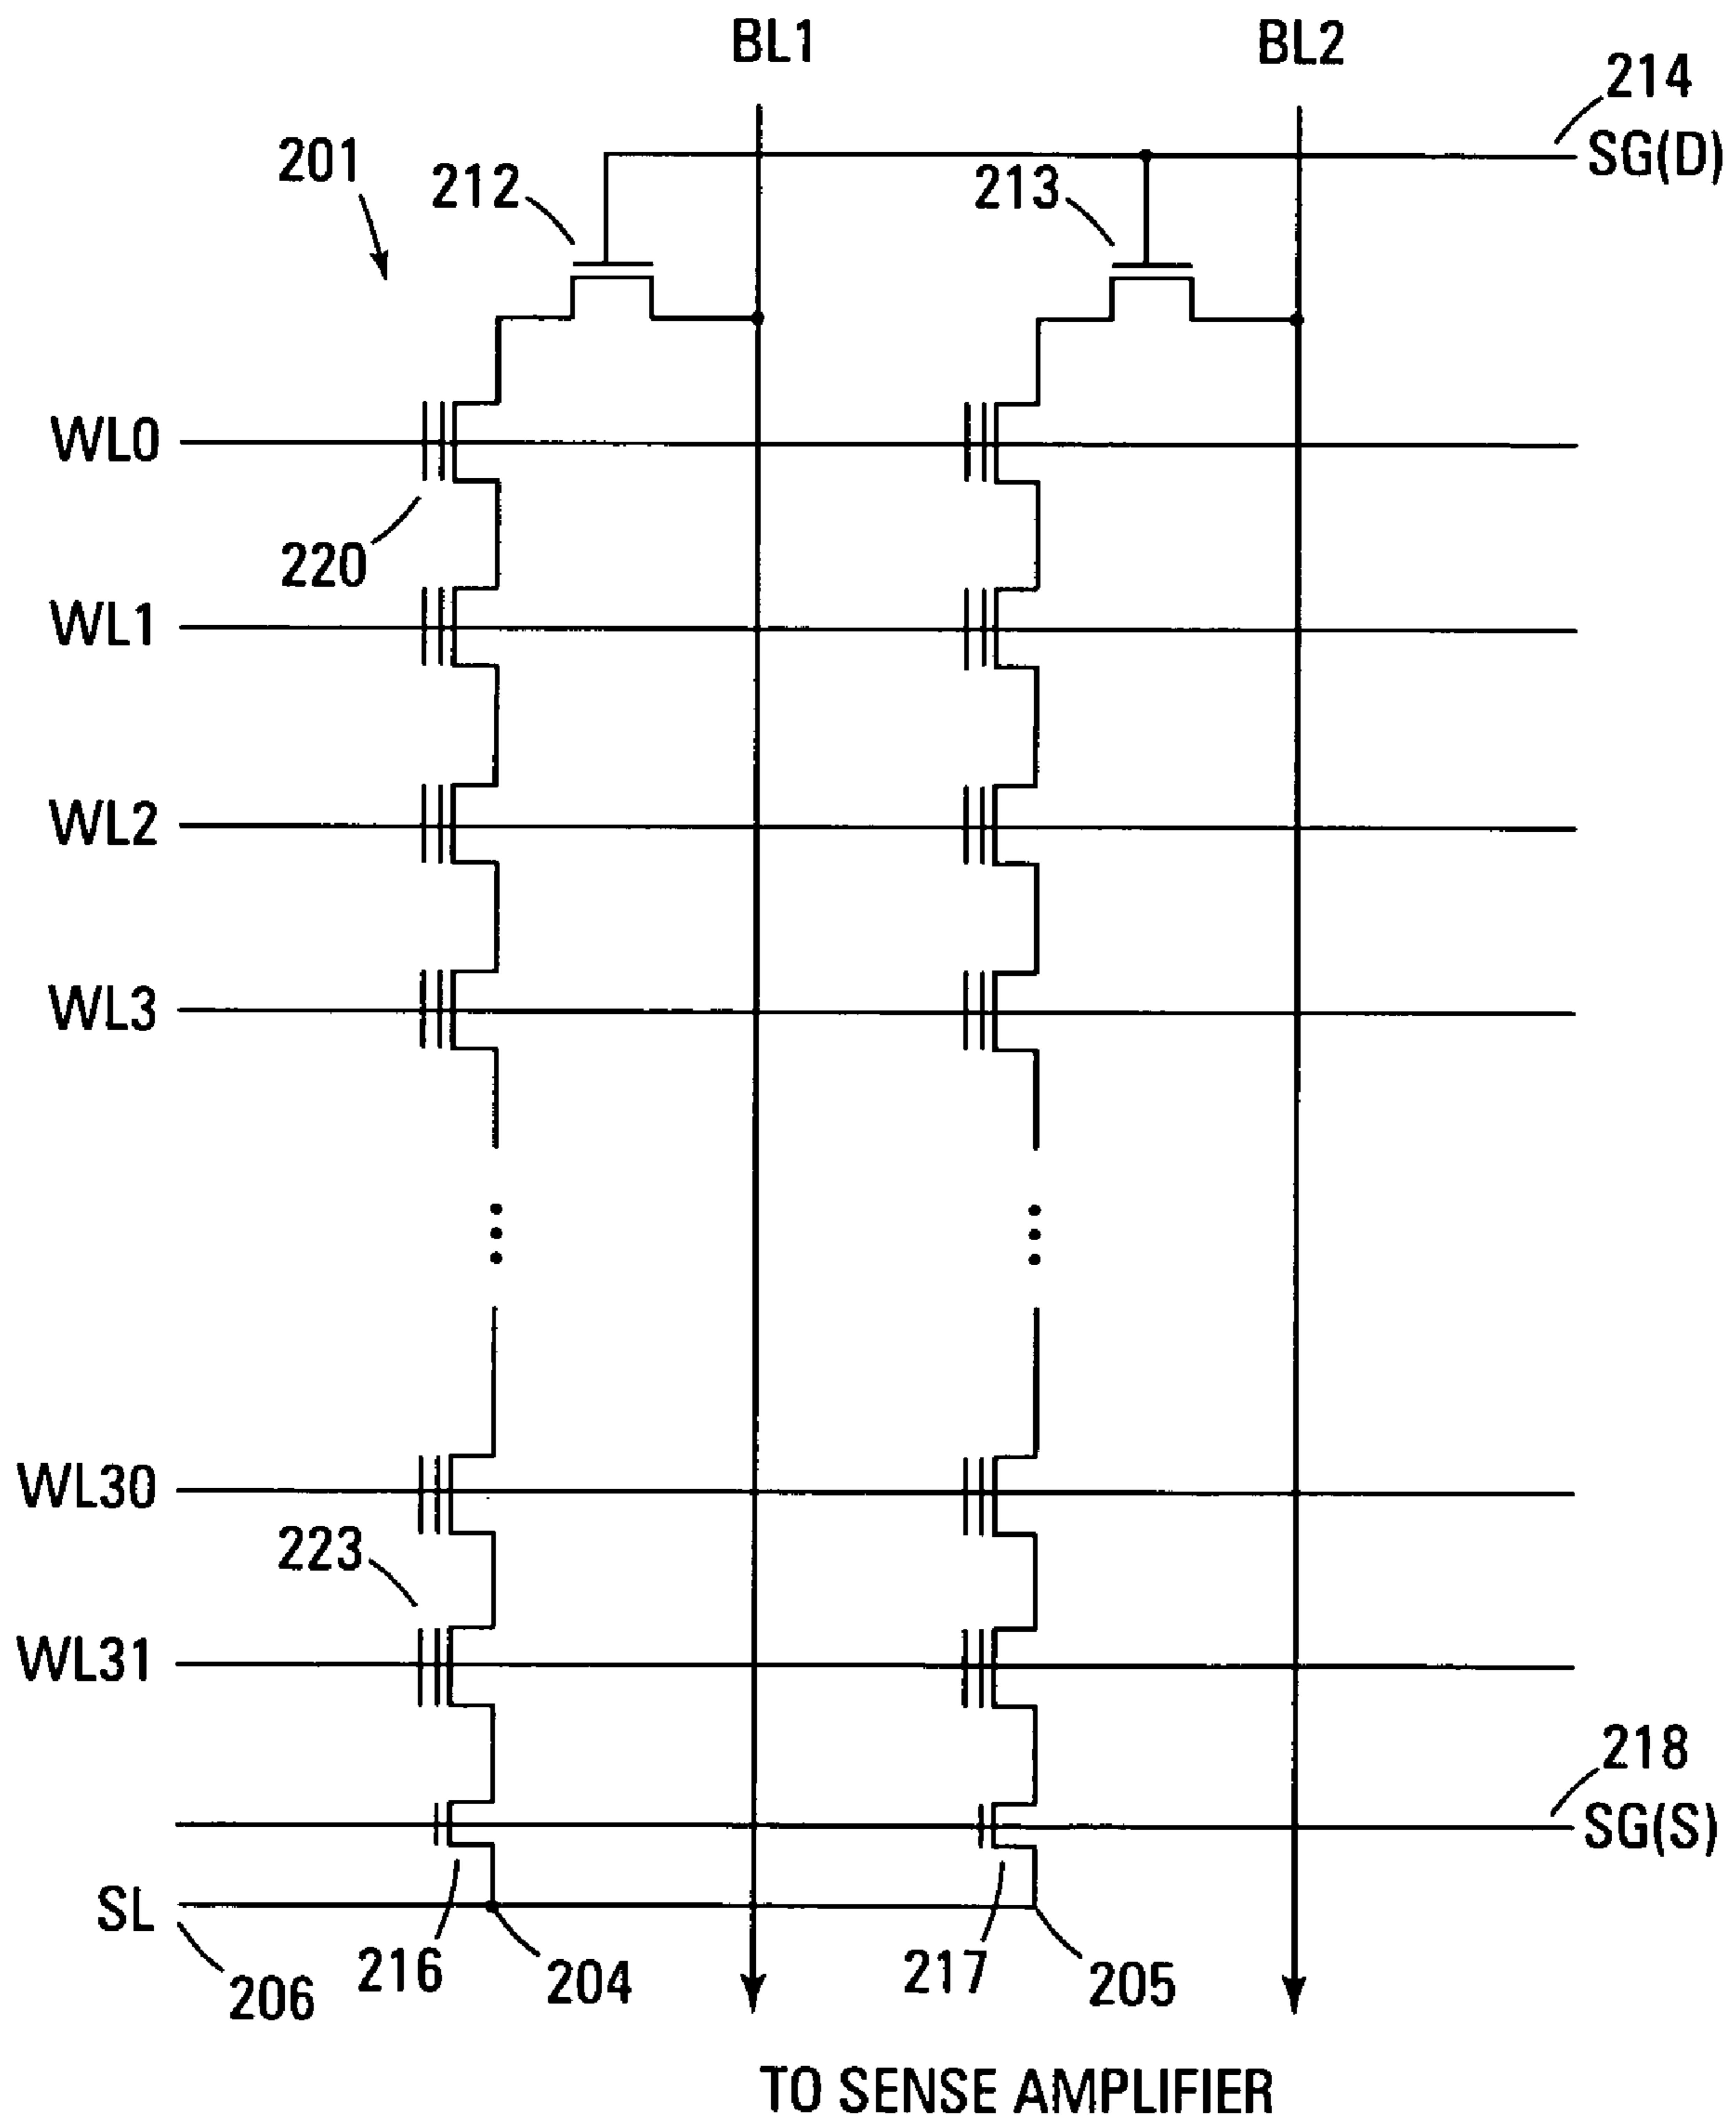 BL1
BL2
214
SG(D)
201
212
213
WL0
220
WL1
WL2
WL3
WL30
223
WL31
218
SG(S)
SL
206
216
204
217
205
TO SENSE AMPLIFIER